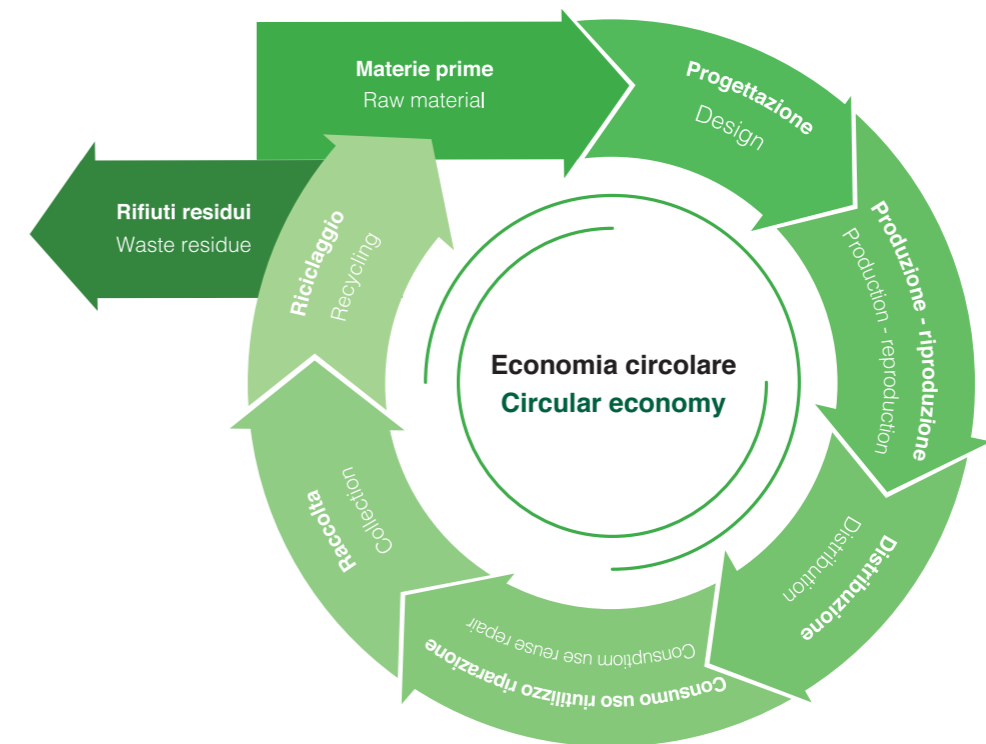 Materie prime
Raw material
Progettazione
Design
Produzione - riproduzione
Production - reproduction
Distribuzione
Distribution
Consumo uso riutilizzo riparazione
Consuptiom use reuse repair
Raccolta
Collection
Riciclaggio
Recycling
Rifiuti residui
Waste residue
Economia circolare
Circular economy